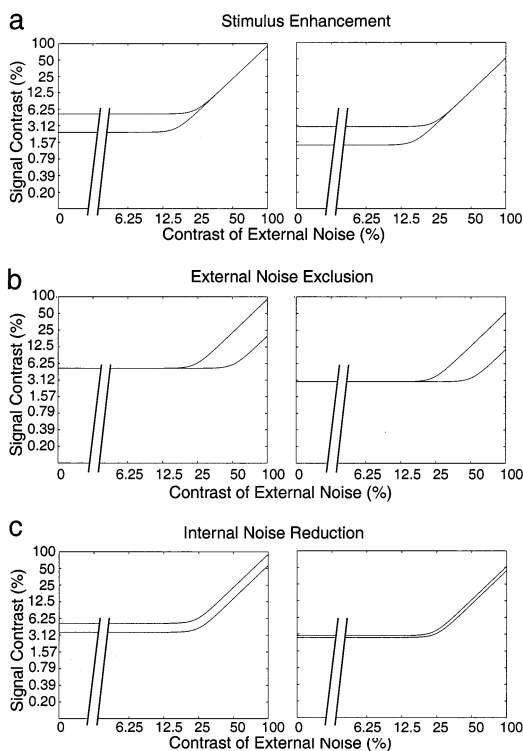 a
Stimulus Enhancement
Signal Contrast (%)
100
50
25
12.5
6.25
3.12
1.57
0.79
0.39
0.20
0 6.25 12.5 25 50 100
0 6.25 12.5 25 50 100
Contrast of External Noise (%)
b
External Noise Exclusion
Signal Contrast (%)
100
50
25
12.5
6.25
3.12
1.57
0.79
0.39
0.20
0 6.25 12.5 25 50 100
0 6.25 12.5 25 50 100
Contrast of External Noise (%)
c
Internal Noise Reduction
Signal Contrast (%)
100
50
25
12.5
6.25
3.12
1.57
0.79
0.39
0.20
0 6.25 12.5 25 50 100
0 6.25 12.5 25 50 100
Contrast of External Noise (%)